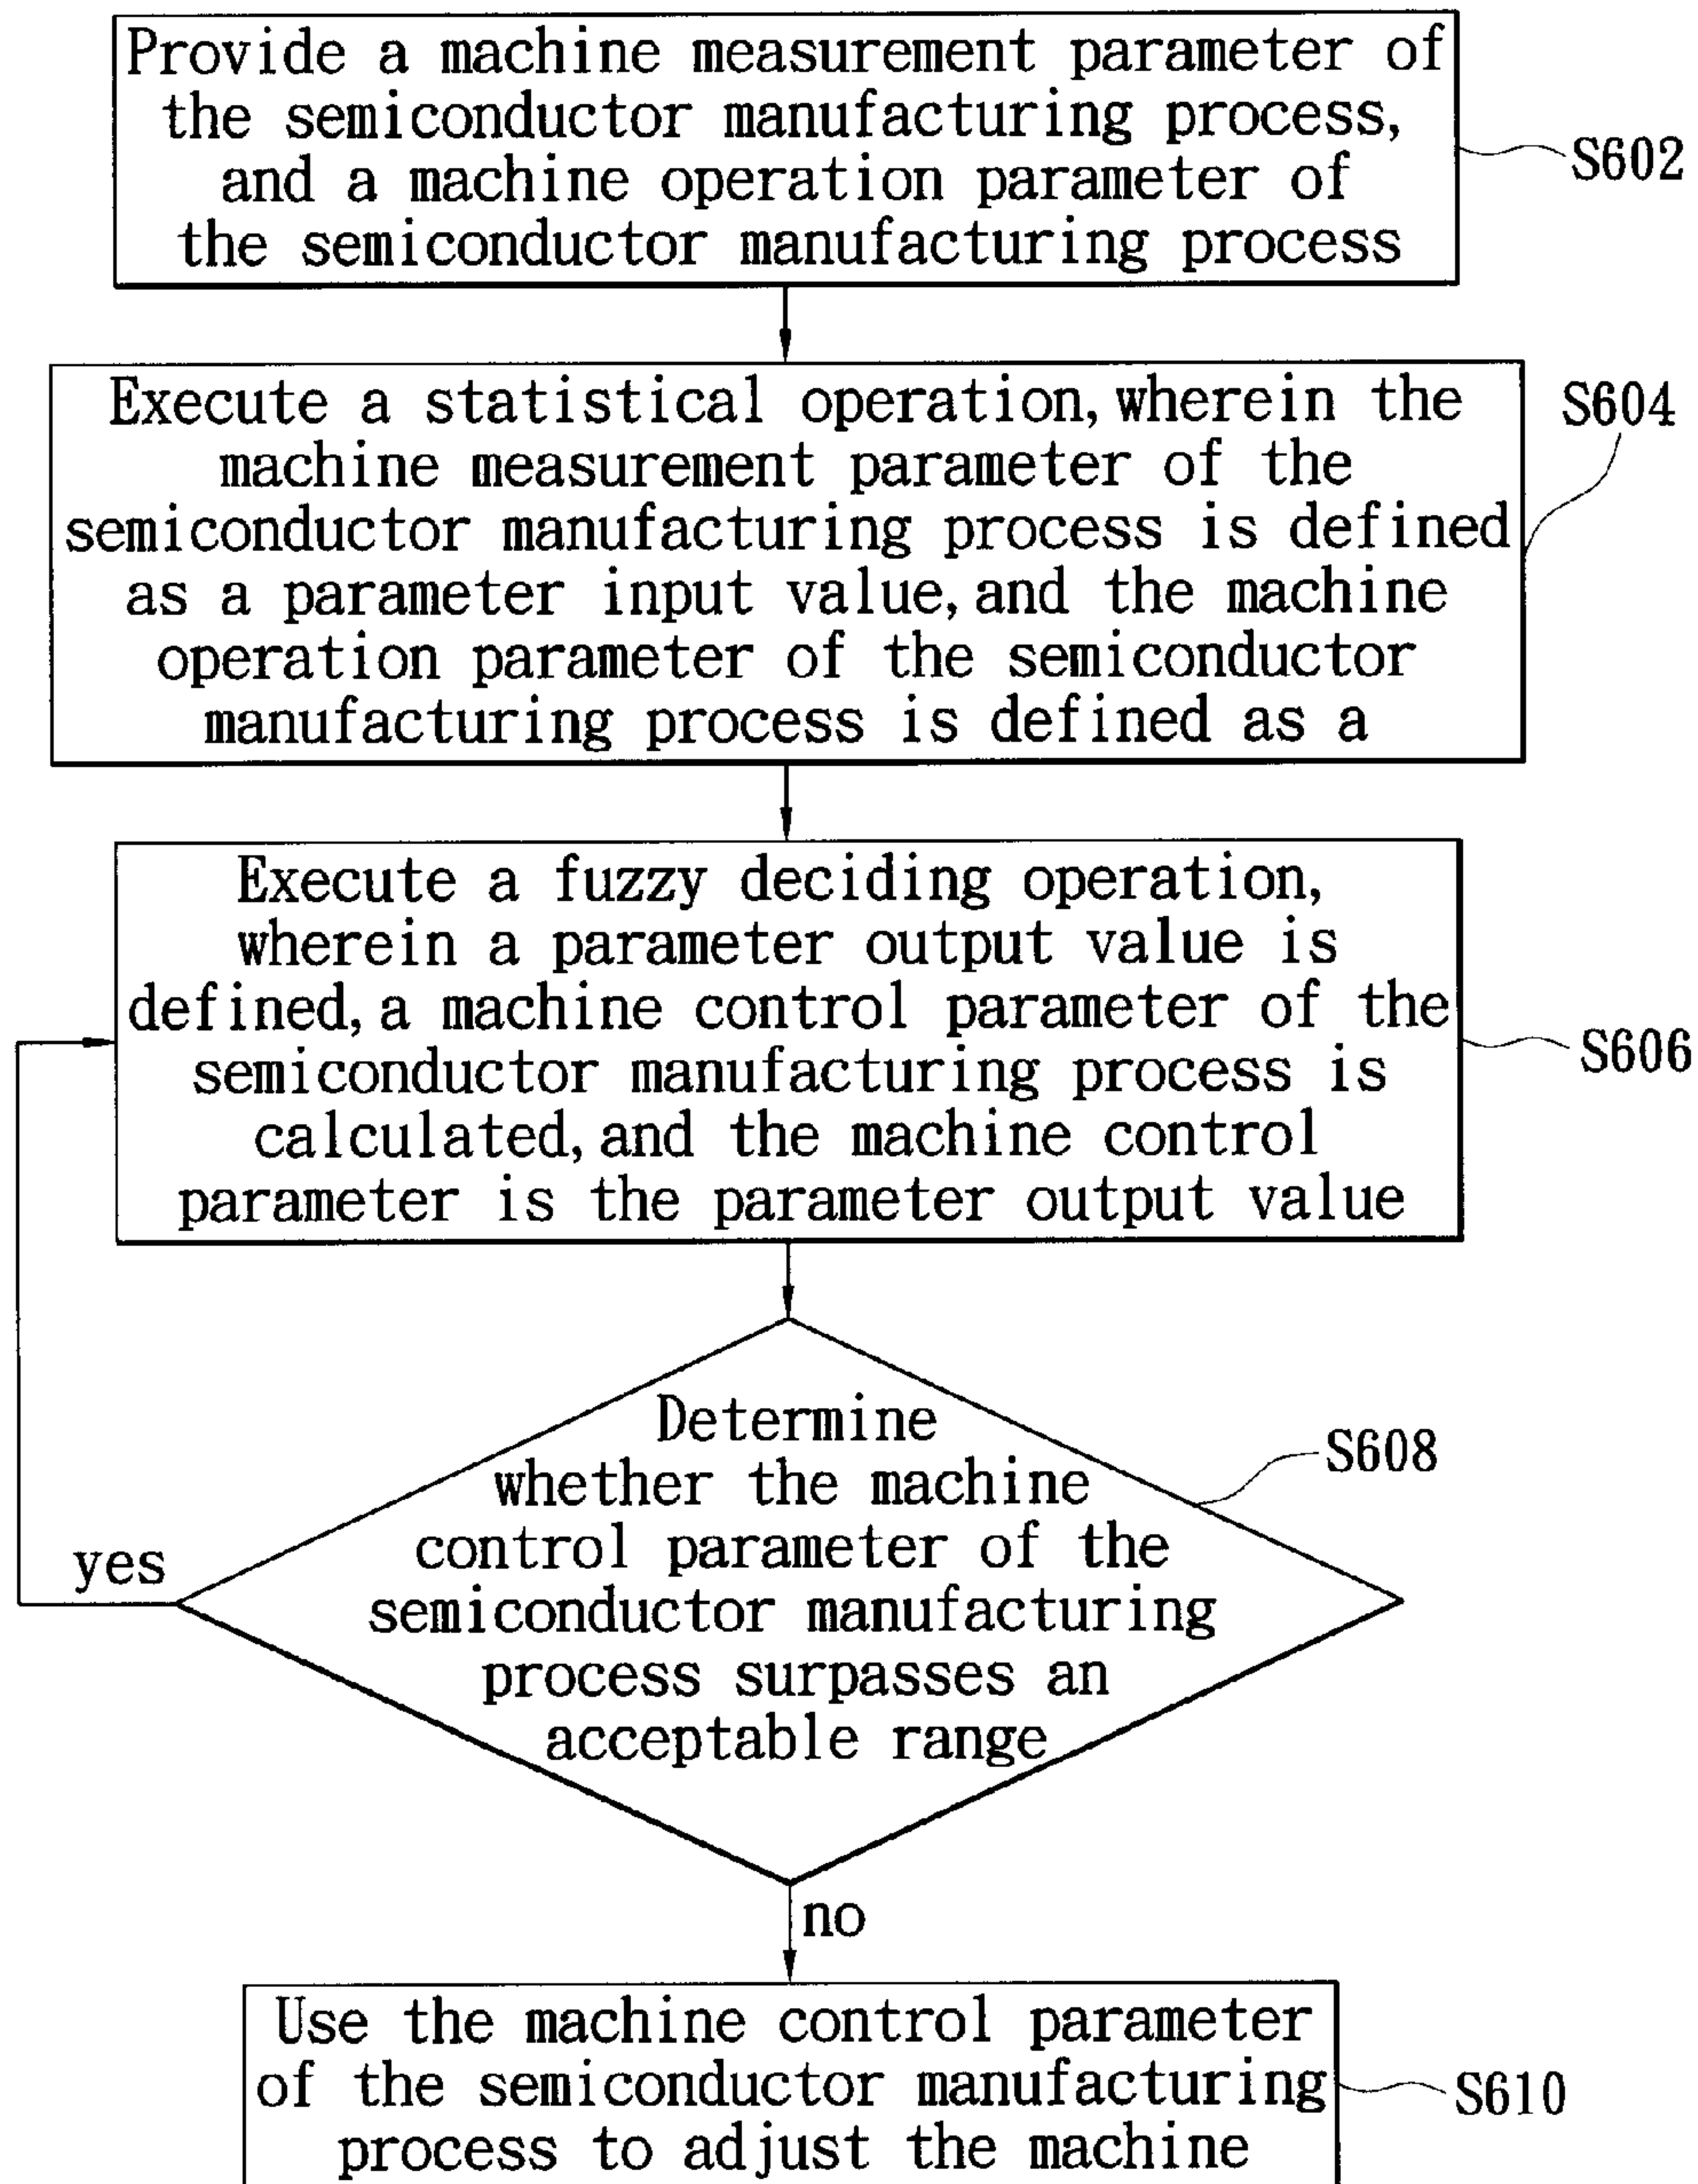 Provide a machine measurement parameter of
the semiconductor manufacturing process,
and a machine operation parameter of
the semiconductor manufacturing process
S602
Execute a statistical operation, wherein the
machine measurement parameter of the
semiconductor manufacturing process is defined
as a parameter input value, and the machine
operation parameter of the semiconductor
manufacturing process is defined as a
S604
Execute a fuzzy deciding operation,
wherein a parameter output value is
defined, a machine control parameter of the
semiconductor manufacturing process is
calculated, and the machine control
parameter is the parameter output value
S606
Determine
whether the machine
control parameter of the
semiconductor manufacturing
process surpasses an
acceptable range
S608
yes
no
Use the machine control parameter
of the semiconductor manufacturing
process to adjust the machine
S610